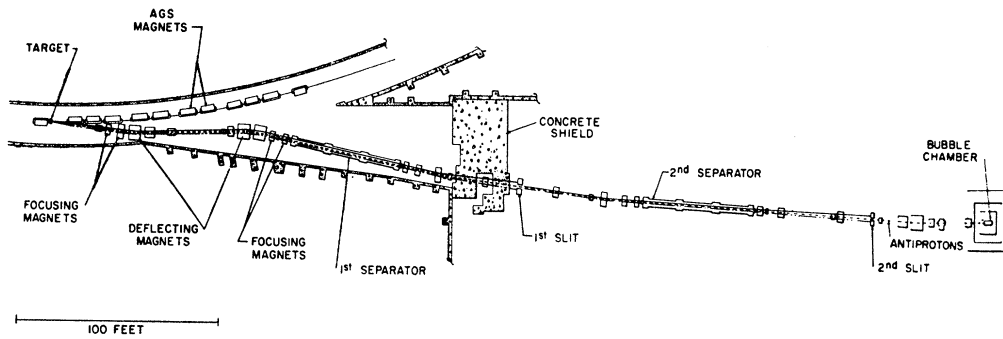 AGS
MAGNETS
TARGET
CONCRETE
SHIELD
BUBBLE
CHAMBER
2nd SEPARATOR
FOCUSING
MAGNETS
DEFLECTING
MAGNETS
FOCUSING
MAGNETS
1st SEPARATOR
1st SLIT
ANTIPROTONS
2nd SLIT
100 FEET